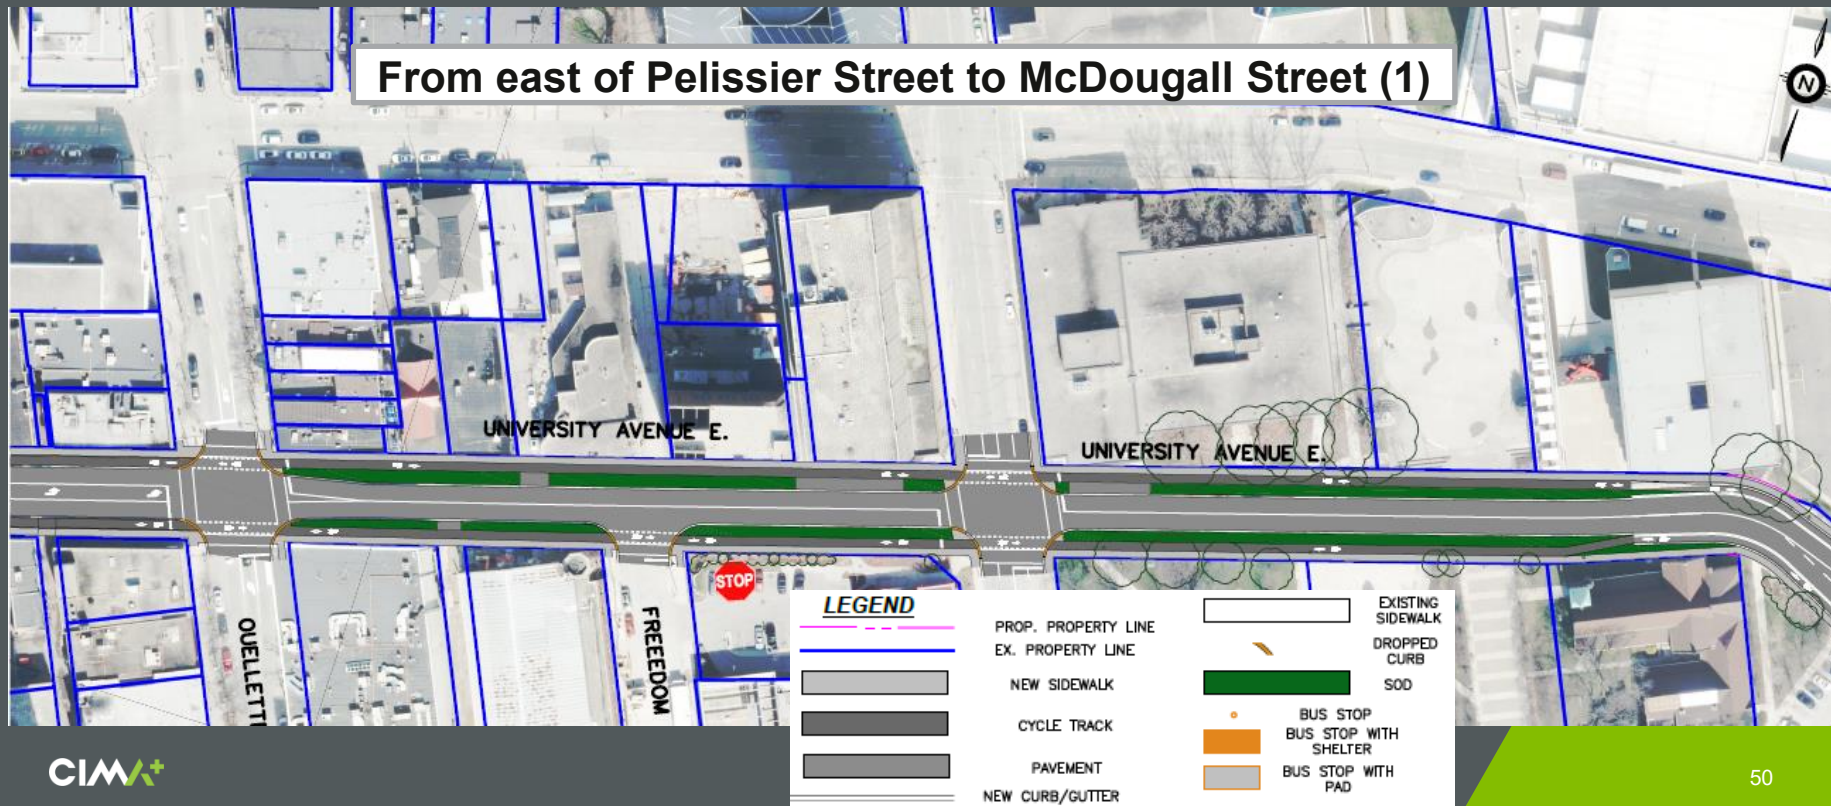 From east of Pelissier Street to McDougall Street (1)
N
UNIVERSITY AVENUE E.
UNIVERSITY AVENUE E.
OUELLETT
FREEEDOM
STOP
LEGEND
PROP. PROPERTY LINE
EX. PROPERTY LINE
NEW SIDEWALK
CYCLE TRACK
PAVEMENT
NEW CURB/GUTTER
EXISTING
SIDEWALK
DROPPED
CURB
SOD
BUS STOP
BUS STOP WITH
SHELTER
BUS STOP WITH
PAD
CIMA+
50